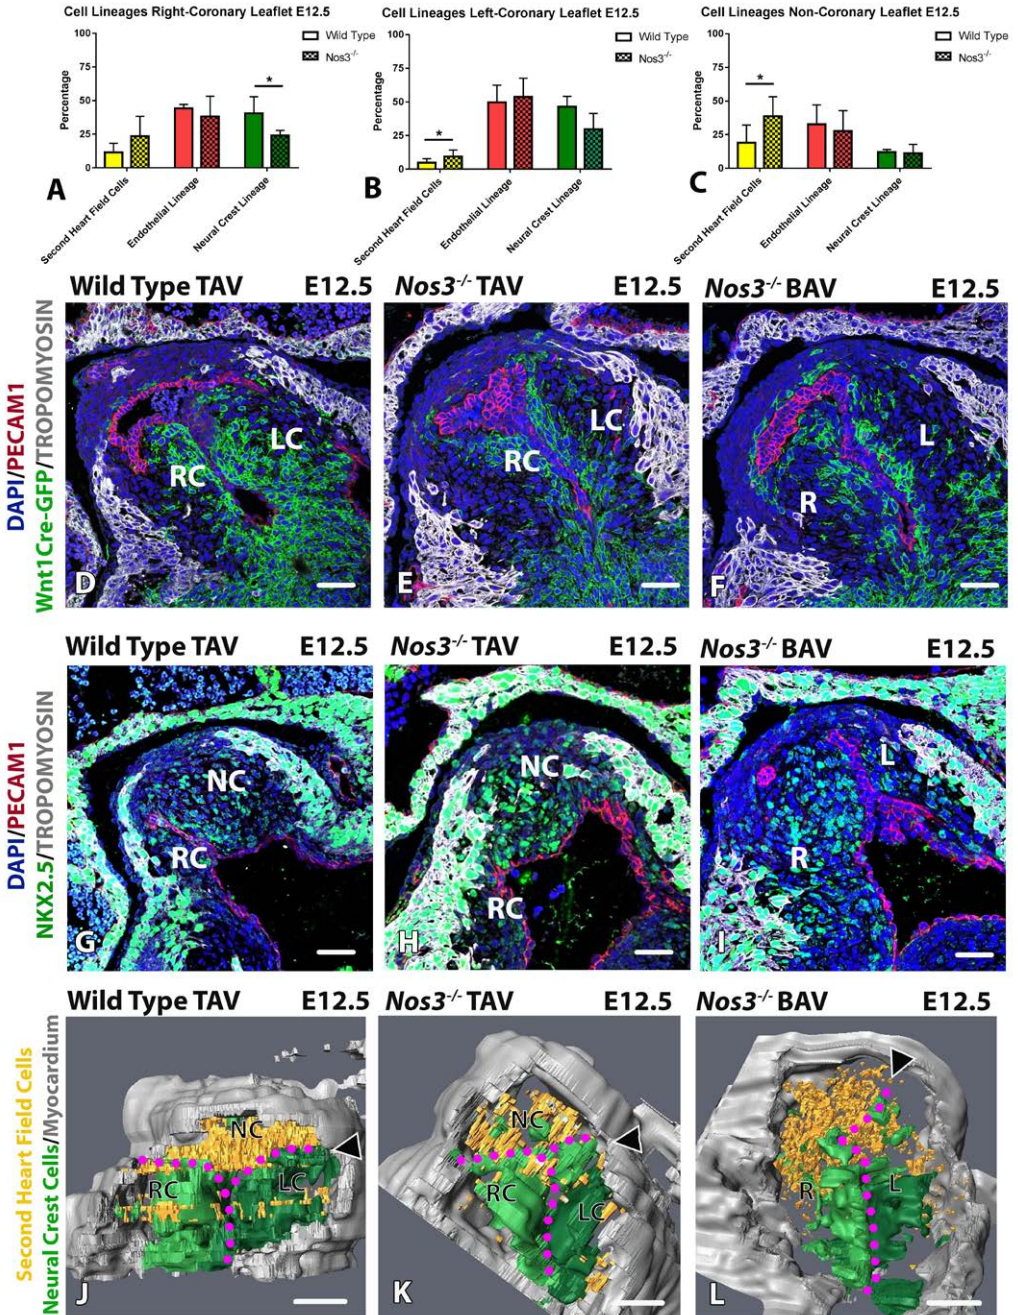 Cell Lineages Right-Coronary Leaflet E12.5
100
75
50
25
0
Percentage
Wild Type
Nos3-/-
*
Second Heart Field Cells
Endothelial Lineage
Neural Crest Lineage
A
Cell Lineages Left-Coronary Leaflet E12.5
100
75
50
25
0
Percentage
Wild Type
Nos3-/-
*
Second Heart Field Cells
Endothelial Lineage
Neural Crest Lineage
B
Cell Lineages Non-Coronary Leaflet E12.5
100
75
50
25
0
Percentage
Wild Type
Nos3-/-
*
Second Heart Field Cells
Endothelial Lineage
Neural Crest Lineage
C
DAPI/PECAM1
Wnt1Cre-GFP/TROPOMYOSIN
Wild Type TAV E12.5
LC
RC
D
Nos3-/- TAV E12.5
LC
RC
E
Nos3-/- BAV E12.5
L
R
F
DAPI/PECAM1
NKX2.5/TROPOMYOSIN
Wild Type TAV E12.5
NC
RC
G
Nos3-/- TAV E12.5
NC
RC
H
Nos3-/- BAV E12.5
L
R
I
Second Heart Field Cells
Neural Crest Cells/Myocardium
Wild Type TAV E12.5
NC
RC
LC
J
Nos3-/- TAV E12.5
NC
RC
LC
K
Nos3-/- BAV E12.5
R
L
L